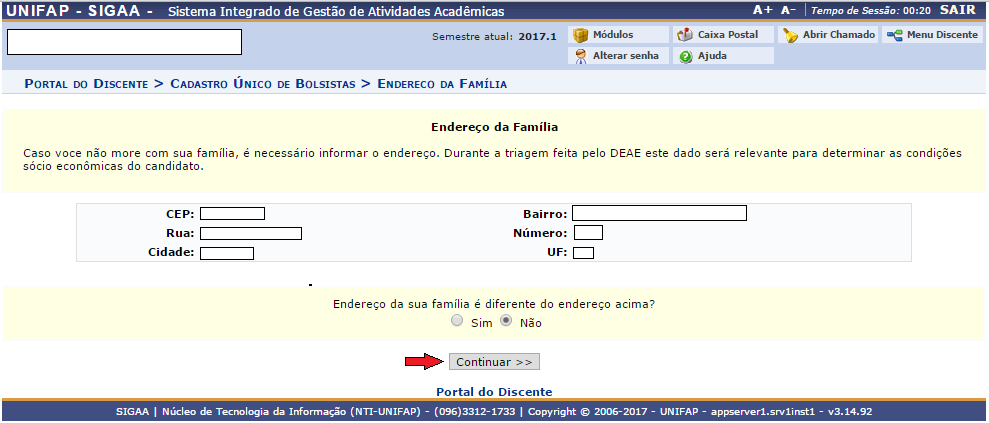 UNIFAP - SIGAA - Sistema Integrado de Gestão de Atividades Acadêmicas A+ A- Tempo de Sessão: 00:20 SAIR
Semestre atual: 2017.1 Módulos Caixa Postal Abrir Chamado Menu Discente
Alterar senha Ajuda
Portal do Discente > Cadastro Único de Bolsistas > Endereco da Família
Endereço da Família
Caso voce não more com sua família, é necessário informar o endereço. Durante a triagem feita pelo DEAE este dado será relevante para determinar as condições
sócio econômicas do candidato.
CEP: Bairro:
Rua: Número:
Cidade: UF:
Endereço da sua família é diferente do endereço acima?
Sim Não
Continuar >>
Portal do Discente
SIGAA | Núcleo de Tecnologia da Informação (NTI-UNIFAP) - (096)3312-1733 | Copyright © 2006-2017 - UNIFAP - appserver1.srv1inst1 - v3.14.92